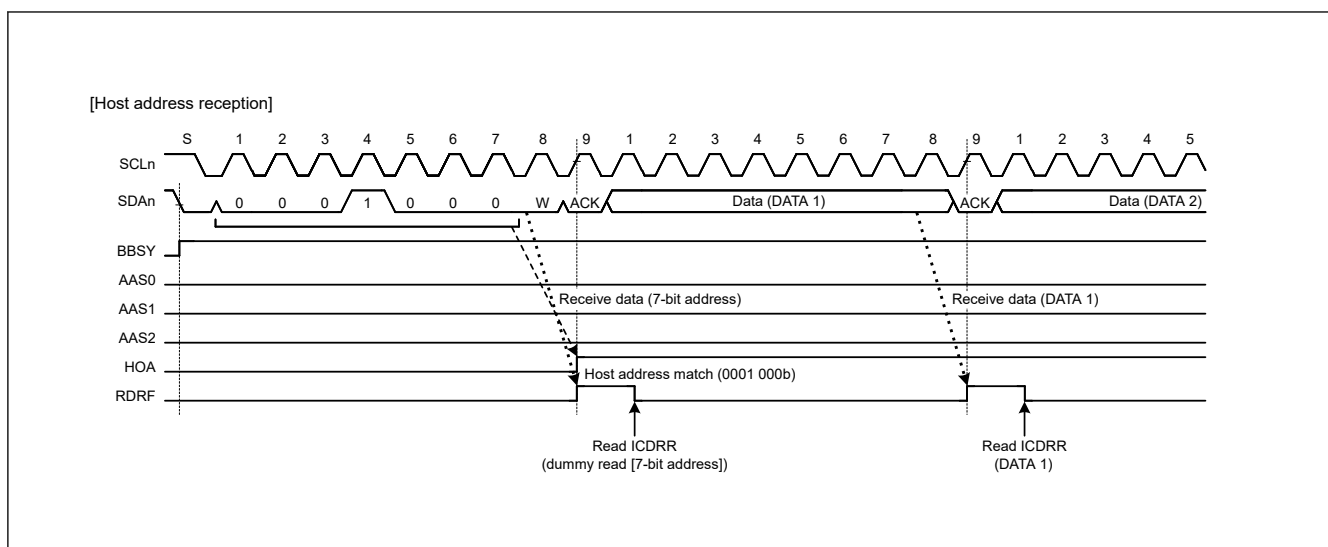 [Host address reception]
S 1 2 3 4 5 6 7 8 9 1 2 3 4 5 6 7 8 9 1 2 3 4 5
SCLn
SDAn 0 0 0 1 0 0 0 W ACK Data (DATA 1) ACK Data (DATA 2)
BBSY
AAS0
Receive data (7-bit address) Receive data (DATA 1)
AAS1
AAS2
HOA
Host address match (0001 000b)
RDRF
Read ICDRR Read ICDRR
(dummy read [7-bit address]) (DATA 1)